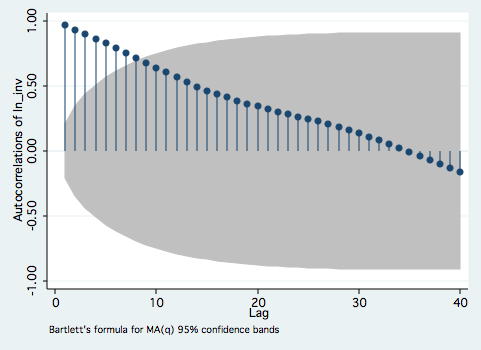 1.00
0.50
0.00
-0.50
-1.00
Autocorrelations of ln_inv
0 10 20 30 40
Lag
Bartlett's formula for MA(q) 95% confidence bands